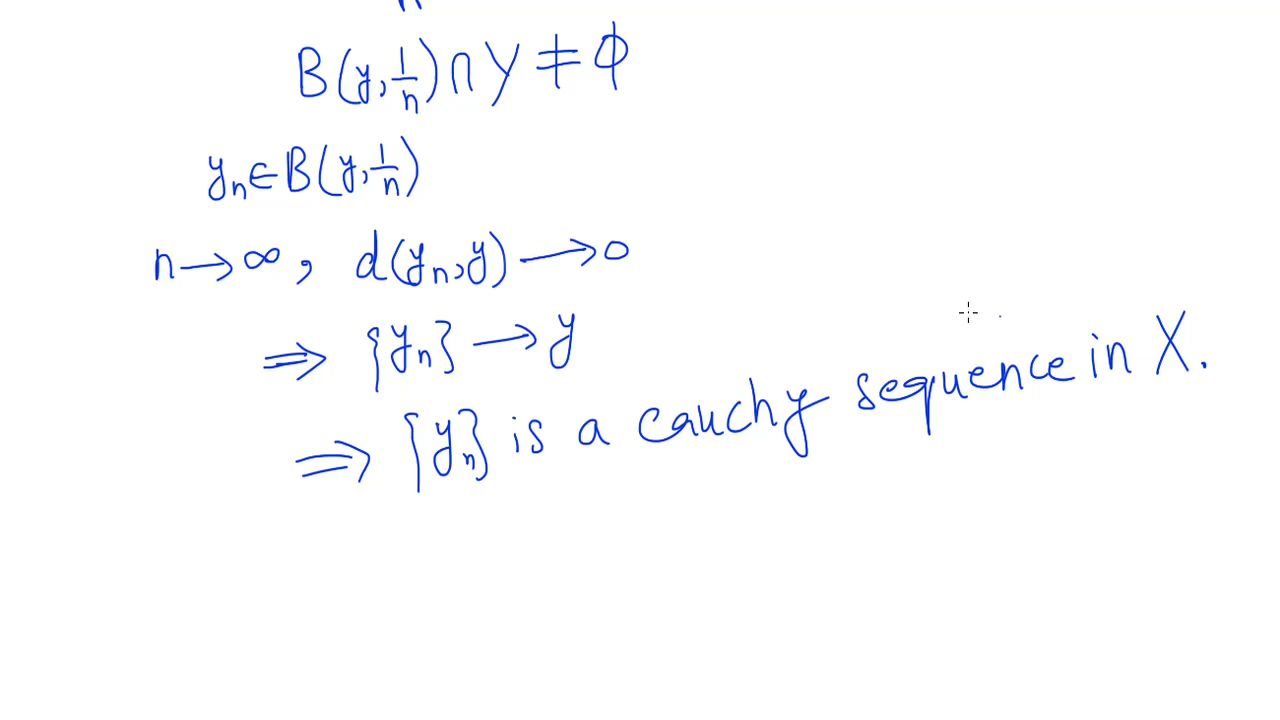 n
B(y, 1/n) ∩ Y ≠ ϕ
yn ∈ B(y, 1/n)
n → ∞, d(yn, y) → 0
⇒ {yn} → y
⇒ {yn} is a cauchy sequence in X.